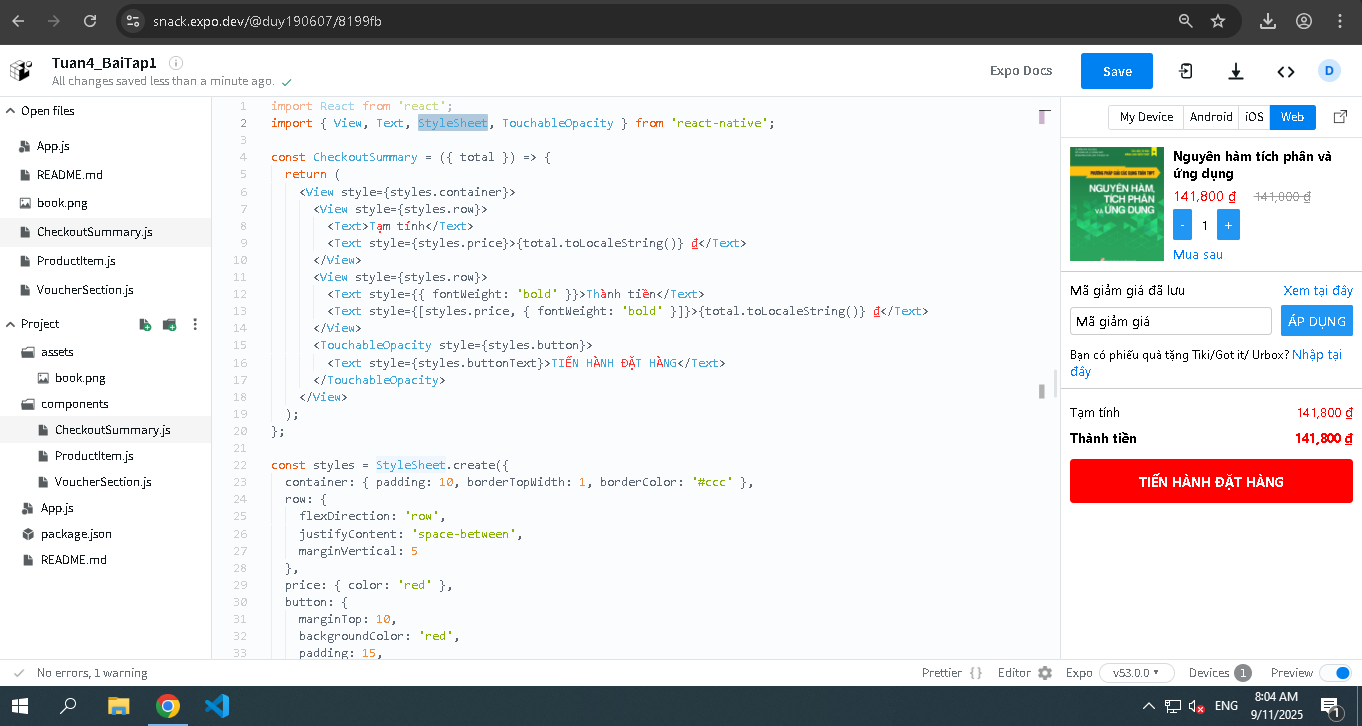 snack.expo.dev/@duy190607/8199fb
Tuan4_BaiTap1
All changes saved less than a minute ago.
Expo Docs
Save
D
Open files
App.js
README.md
book.png
CheckoutSummary.js
ProductItem.js
VoucherSection.js
Project
assets
book.png
components
CheckoutSummary.js
ProductItem.js
VoucherSection.js
App.js
package.json
README.md
1 import React from 'react';
2 import { View, Text, StyleSheet, TouchableOpacity } from 'react-native';
3
4 const CheckoutSummary = ({ total }) => {
5 return (
6 <View style={styles.container}>
7 <View style={styles.row}>
8 <Text>Tạm tính</Text>
9 <Text style={styles.price}>{total.toLocaleString()} ₫</Text>
10 </View>
11 <View style={styles.row}>
12 <Text style={{ fontWeight: 'bold' }}>Thành tiền</Text>
13 <Text style={[styles.price, { fontWeight: 'bold' }]}>{total.toLocaleString()} ₫</Text>
14 </View>
15 <TouchableOpacity style={styles.button}>
16 <Text style={styles.buttonText}>TIẾN HÀNH ĐẶT HÀNG</Text>
17 </TouchableOpacity>
18 </View>
19 );
20 };
21
22 const styles = StyleSheet.create({
23 container: { padding: 10, borderTopWidth: 1, borderColor: '#ccc' },
24 row: {
25 flexDirection: 'row',
26 justifyContent: 'space-between',
27 marginVertical: 5
28 },
29 price: { color: 'red' },
30 button: {
31 marginTop: 10,
32 backgroundColor: 'red',
33 padding: 15,
My Device
Android
iOS
Web
PHƯƠNG PHÁP GIẢI CÁC DẠNG TOÁN THPT
NGUYÊN HÀM,
TÍCH PHÂN
VÀ ỨNG DỤNG
Nguyên hàm tích phân và
ứng dụng
141,800 ₫ 141,000 ₫
- 1 +
Mua sau
Mã giảm giá đã lưu Xem tại đây
Mã giảm giá ÁP DỤNG
Bạn có phiếu quà tặng Tiki/Got it/ Urbox? Nhập tại
đây
Tạm tính 141,800 ₫
Thành tiền 141,800 ₫
TIẾN HÀNH ĐẶT HÀNG
No errors, 1 warning
Prettier {}
Editor
Expo
v53.0.0
Devices 1
Preview
ENG
8:04 AM
9/11/2025
1